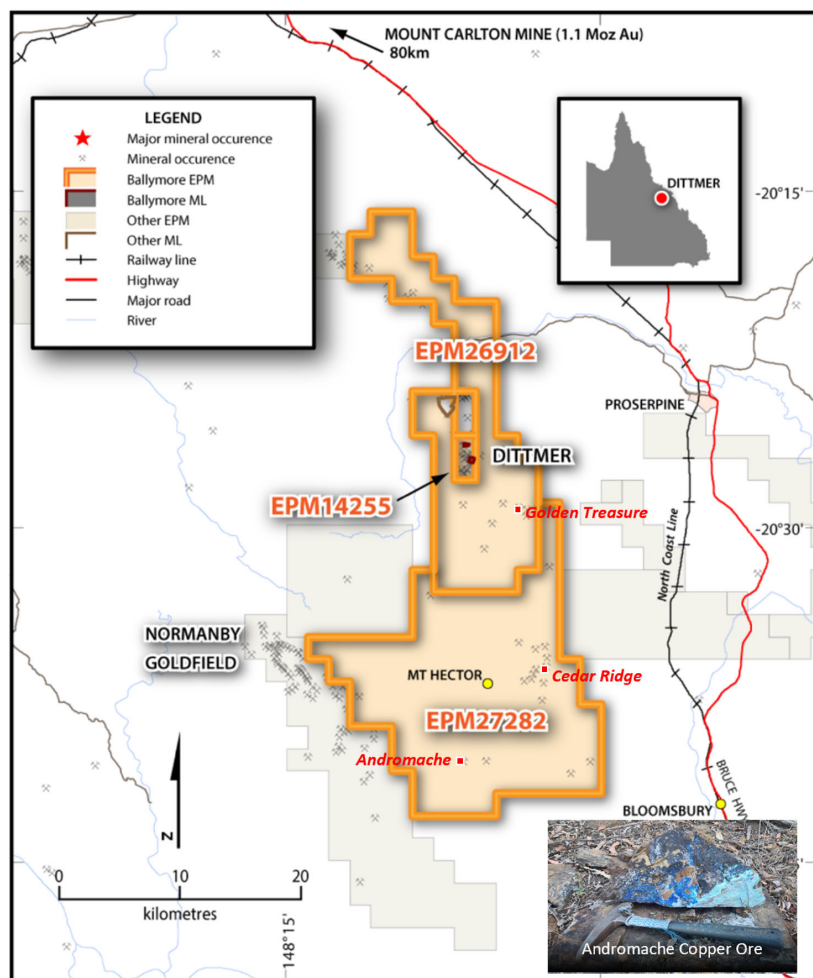 MOUNT CARLTON MINE (1.1 Moz Au)
80km
LEGEND
Major mineral occurence
Mineral occurence
Ballymore EPM
Ballymore ML
Other EPM
Other ML
Railway line
Highway
Major road
River
DITTMER
-20°15'
EPM26912
PROSERPINE
DITTMER
EPM14255
Golden Treasure
-20°30'
North Coast Line
NORMANBY
GOLDFIELD
MT HECTOR
Cedar Ridge
EPM27282
Andromache
BRUCE HWY
BLOOMSBURY
N
0 10 20
kilometres
148°15'
Andromache Copper Ore